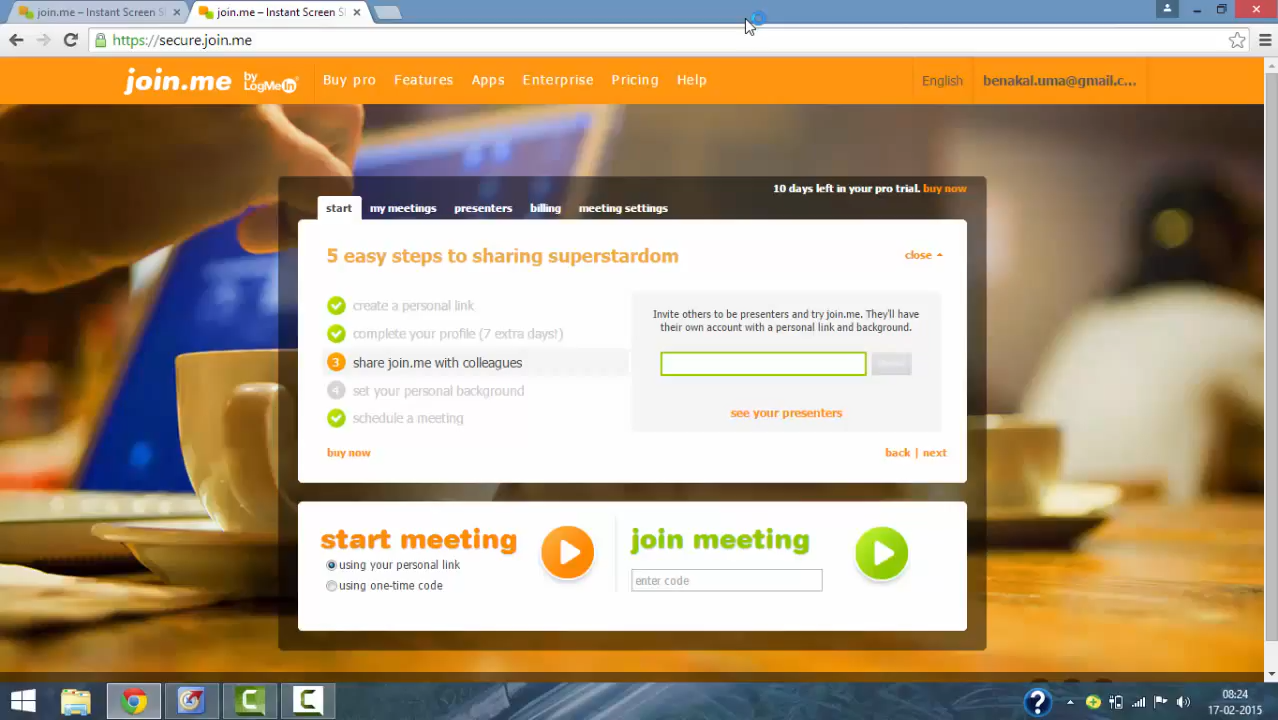 join.me – Instant Screen S
join.me – Instant Screen S
https://secure.join.me
join.me by LogMeIn
Buy pro Features Apps Enterprise Pricing Help English benakal.uma@gmail.c...
10 days left in your pro trial. buy now
start my meetings presenters billing meeting settings
5 easy steps to sharing superstardom
close
create a personal link
complete your profile (7 extra days!)
3 share join.me with colleagues
4 set your personal background
schedule a meeting
Invite others to be presenters and try join.me. They'll have
their own account with a personal link and background.
see your presenters
buy now
back | next
start meeting
using your personal link
using one-time code
join meeting
enter code
08:24
17-02-2015